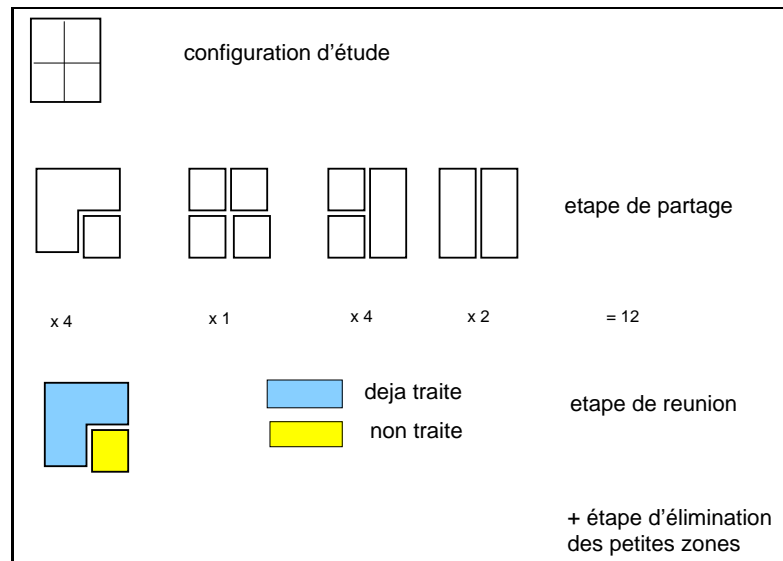 configuration d'étude
etape de partage
x 4 x 1 x 4 x 2 = 12
deja traite
etape de reunion
non traite
+ étape d'élimination
des petites zones